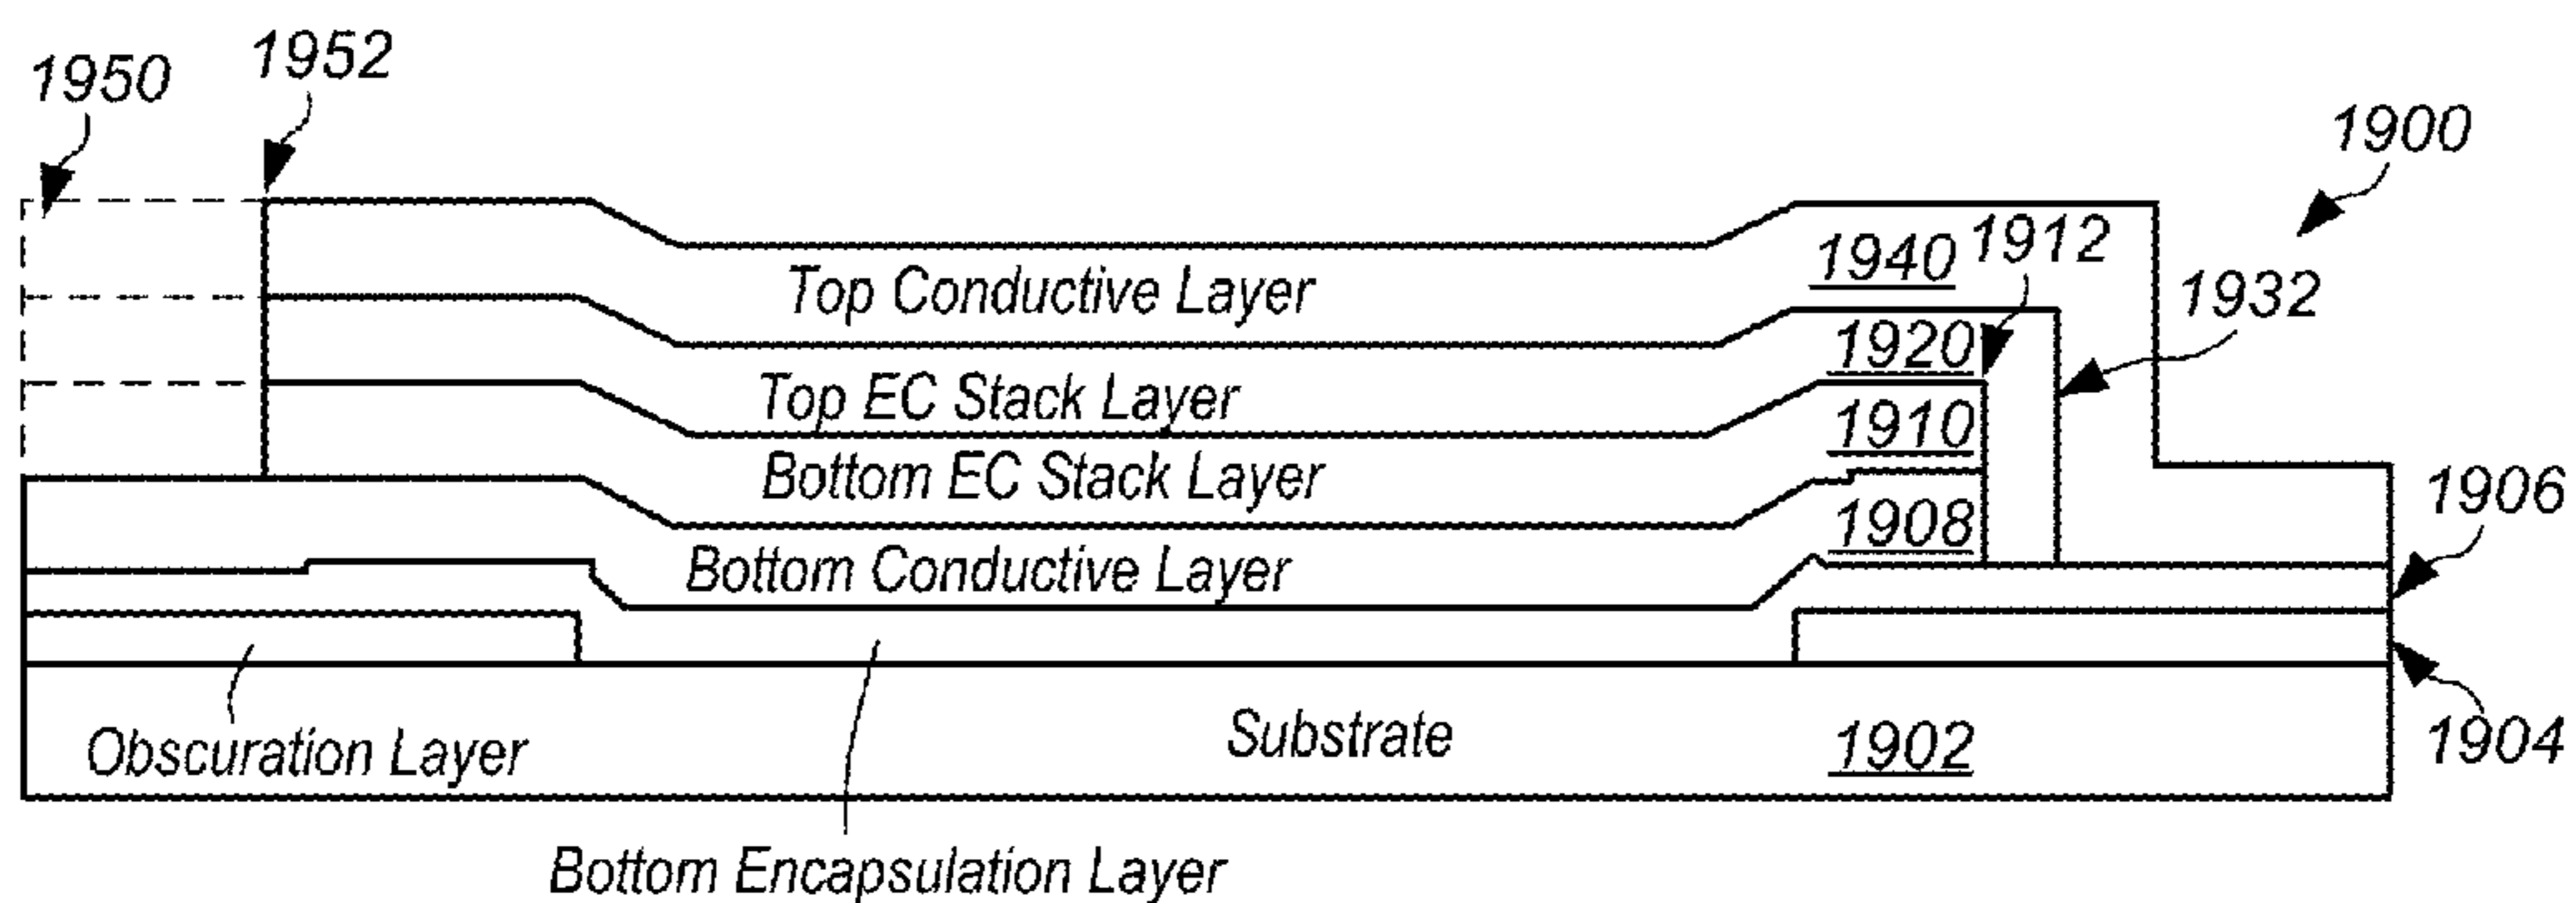 1950
1952
1900
1940
1912
1932
Top Conductive Layer
1920
Top EC Stack Layer
1910
Bottom EC Stack Layer
1906
1908
Bottom Conductive Layer
Substrate
1902
1904
Obscuration Layer
Bottom Encapsulation Layer